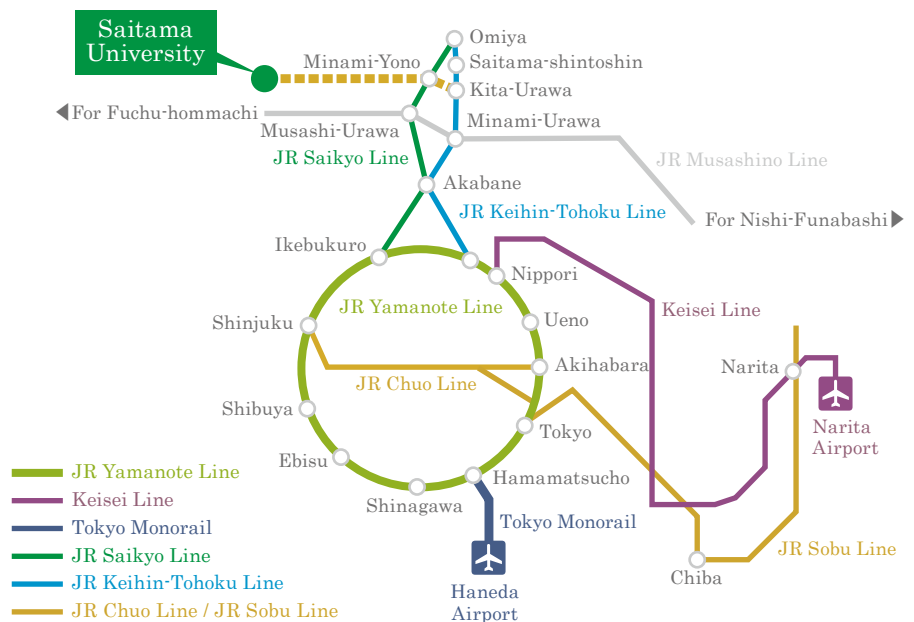 Saitama
University
Omiya
Minami-Yono
Saitama-shintoshin
Kita-Urawa
For Fuchu-hommachi
Musashi-Urawa
Minami-Urawa
JR Saikyo Line
JR Musashino Line
Akabane
JR Keihin-Tohoku Line
For Nishi-Funabashi
Ikebukuro
Nippori
JR Yamanote Line
Keisei Line
Shinjuku
Ueno
Akihabara
JR Chuo Line
Narita
Shibuya
Tokyo
Narita
Airport
Ebisu
Hamamatsucho
Shinagawa
Tokyo Monorail
JR Sobu Line
Chiba
Haneda
Airport
JR Yamanote Line
Keisei Line
Tokyo Monorail
JR Saikyo Line
JR Keihin-Tohoku Line
JR Chuo Line / JR Sobu Line